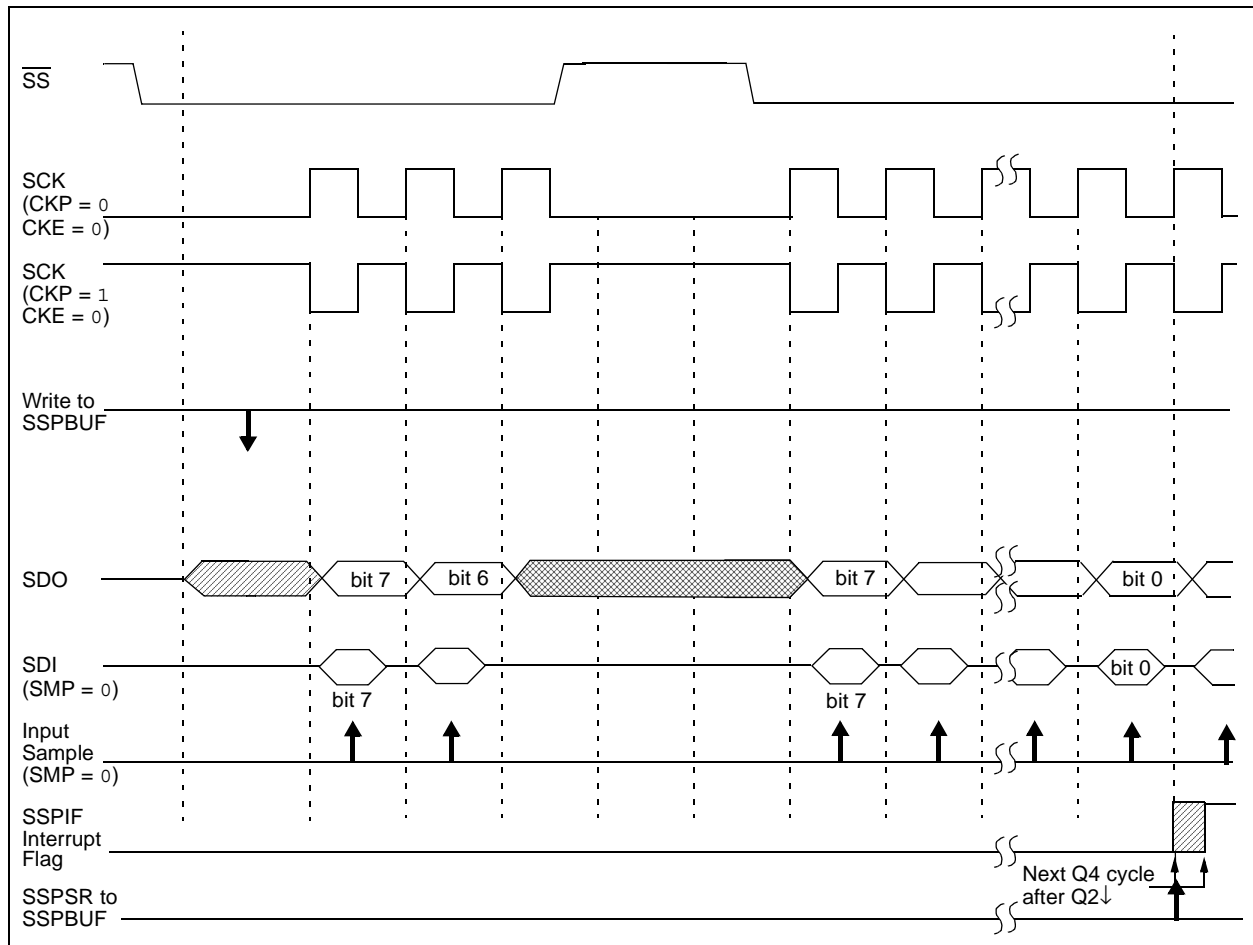 SS
SCK
(CKP = 0
CKE = 0)
SCK
(CKP = 1
CKE = 0)
Write to
SSPBUF
SDO
bit 7
bit 6
bit 7
bit 0
SDI
(SMP = 0)
bit 7
bit 7
bit 0
Input
Sample
(SMP = 0)
SSPIF
Interrupt
Flag
Next Q4 cycle
after Q2↓
SSPSR to
SSPBUF